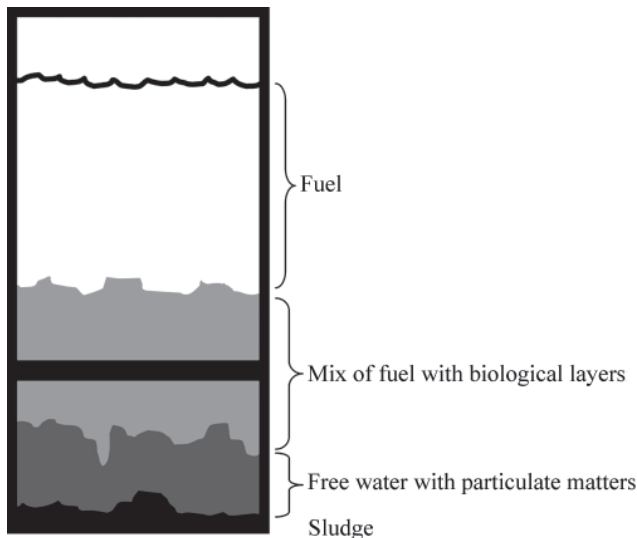 Fuel
Mix of fuel with biological layers
Free water with particulate matters
Sludge